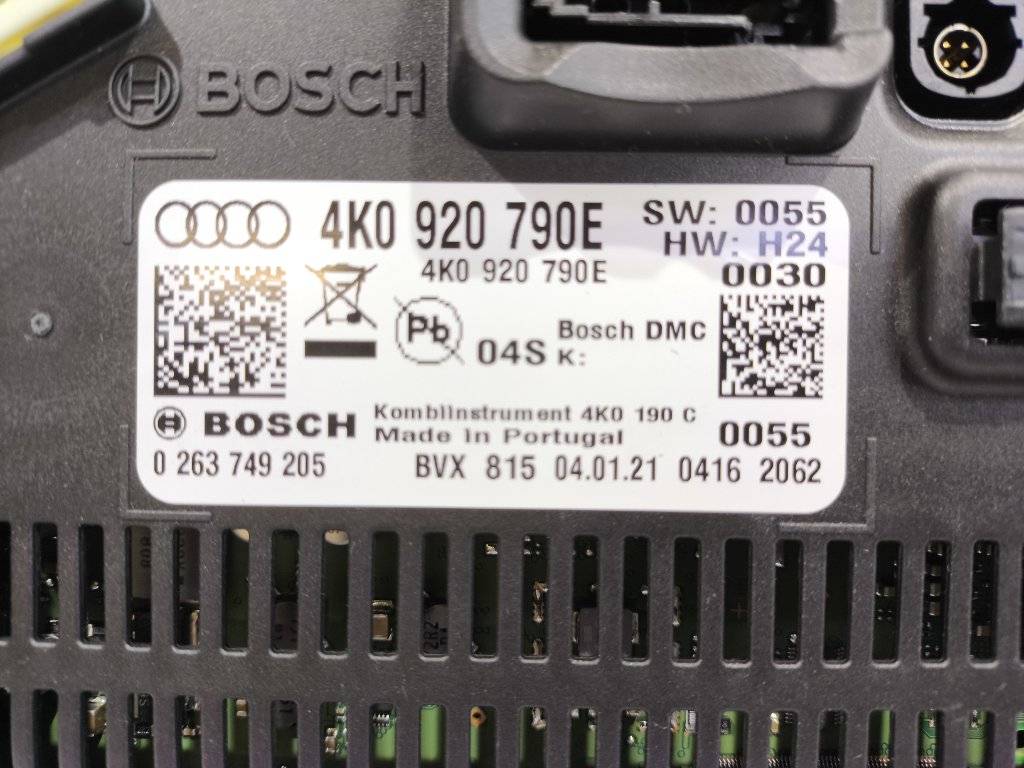 BOSCH
4K0 920 790E
SW: 0055
HW: H24
4K0 920 790E
0030
Pb
04S
Bosch DMC
K:
BOSCH
Kombiinstrument 4K0 190 C
Made in Portugal
0055
0 263 749 205
BVX 815 04.01.21 0416 2062
2R2